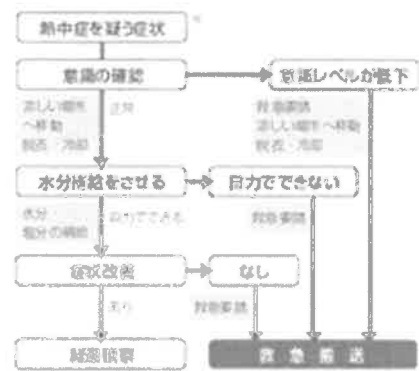 熱中症を疑う症状
意識の確認
意識レベルが低下
涼しい場所
へ移動
脱衣・冷却
正常
救急要請
涼しい場所へ移動
脱衣・冷却
水分補給をさせる
自力でできない
水分
塩分の補給
自力でできる
救急要請
症状改善
なし
あり
救急要請
経過観察
救急搬送